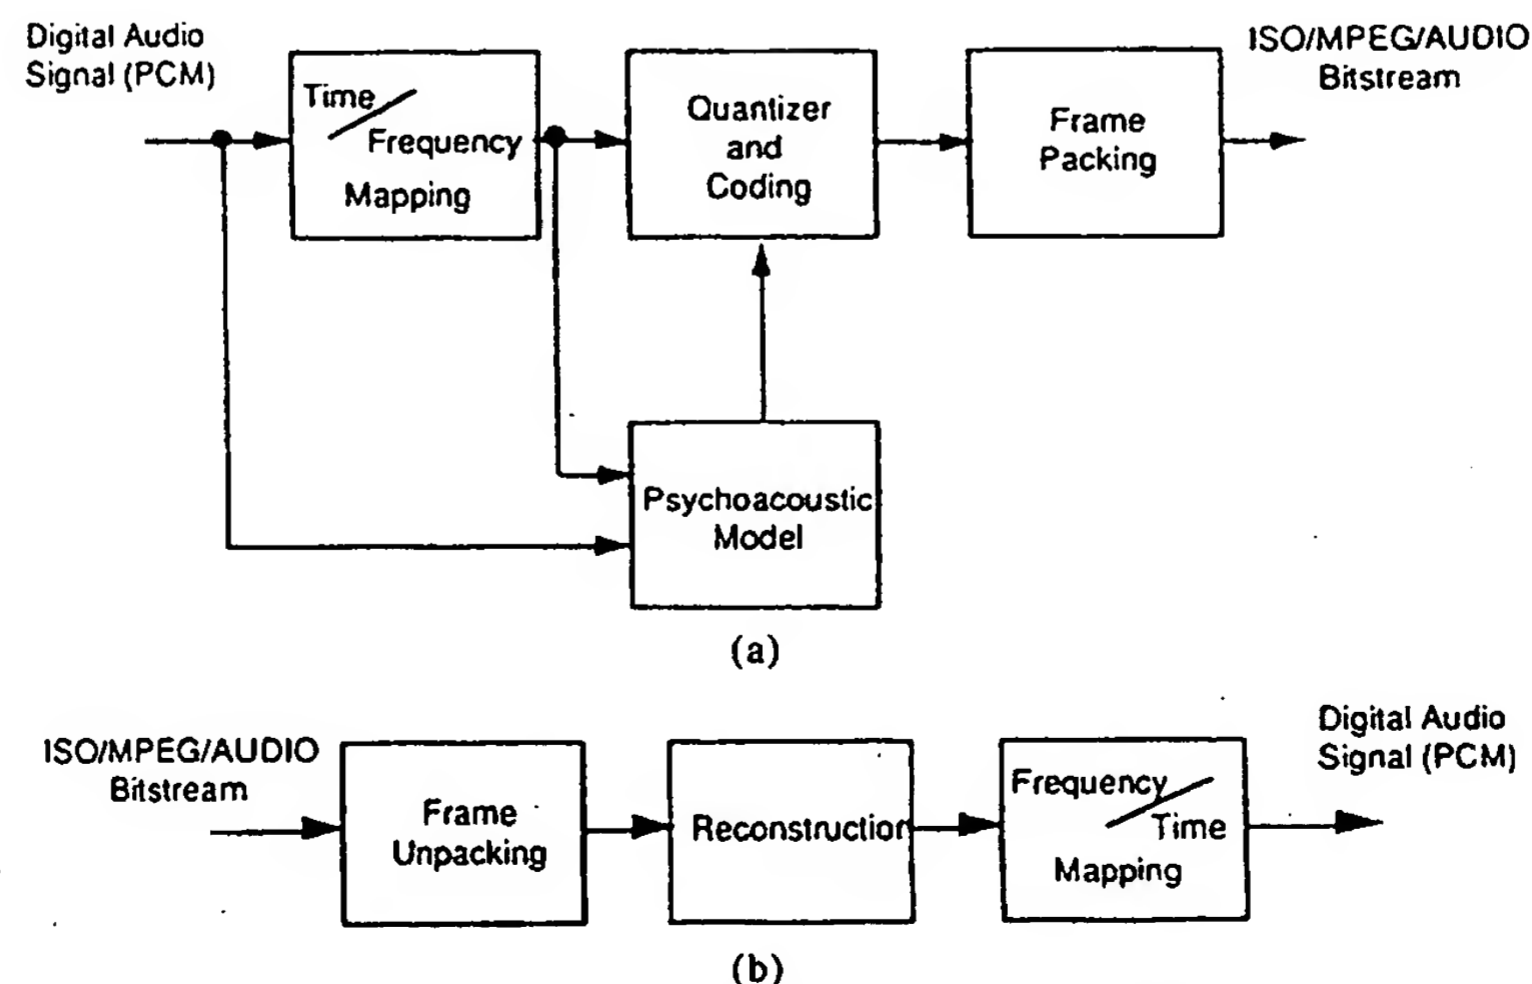 Digital Audio
Signal (PCM)
Time
Frequency
Mapping
Quantizer
and
Coding
Frame
Packing
ISO/MPEG/AUDIO
Bitstream
Psychoacoustic
Model
(a)
ISO/MPEG/AUDIO
Bitstream
Frame
Unpacking
Reconstruction
Frequency
Time
Mapping
Digital Audio
Signal (PCM)
(b)